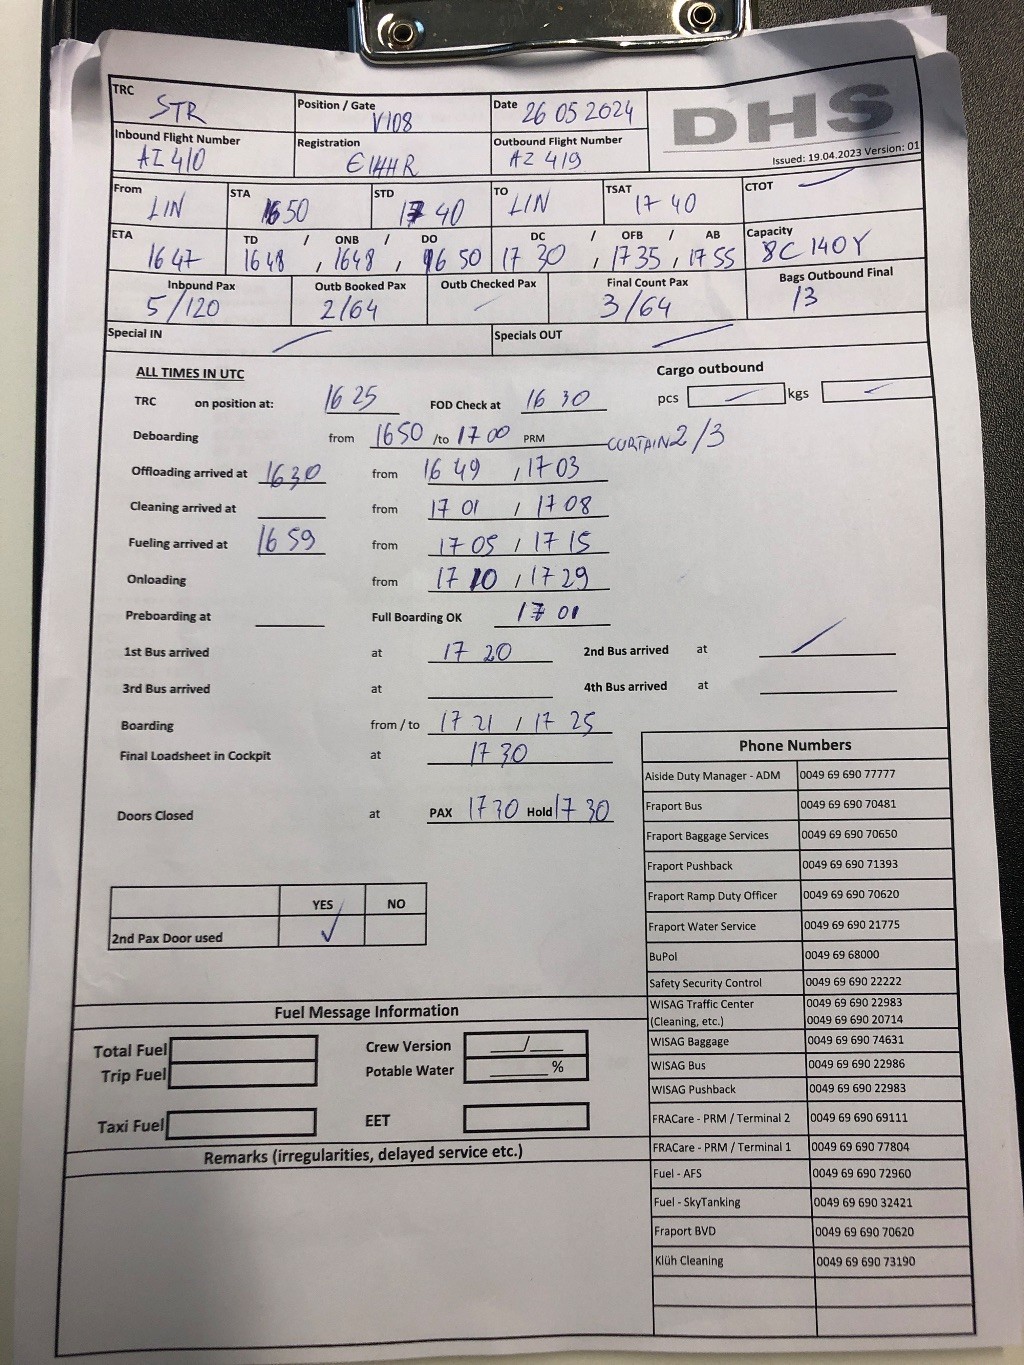 TRC STR Position / Gate V108 Date 26 05 2024 DHS
Issued: 19.04.2023 Version: 01
Inbound Flight Number AZ 410 Registration EIHHR Outbound Flight Number AZ 419
From LIN STA 1650 STD 17 40 TO LIN TSAT 17 40 CTOT
ETA 1647 TD / ONB / DO 1648 , 1648 , 16 50 DC / OFB / AB 17 30 , 1735 , 1755 Capacity 8C 140Y
Inbound Pax 5/120 Outb Booked Pax 2/64 Outb Checked Pax Final Count Pax 3/64 Bags Outbound Final 13
Special IN Specials OUT
ALL TIMES IN UTC Cargo outbound
TRC on position at: 16 25 FOD Check at 16 30 pcs kgs
Deboarding from 1650 /to 17 00 PRM CURTAIN 2/3
Offloading arrived at 1630 from 16 49 , 17 03
Cleaning arrived at from 17 01 / 17 08
Fueling arrived at 16 59 from 17 05 / 17 15
Onloading from 17 10 , 17 29
Preboarding at Full Boarding OK 17 01
1st Bus arrived at 17 20 2nd Bus arrived at
3rd Bus arrived at 4th Bus arrived at
Boarding from / to 17 21 / 17 25
Final Loadsheet in Cockpit at 17 30
Doors Closed at PAX 1730 Hold 17 30
YES NO
2nd Pax Door used ✓
Phone Numbers
Aiside Duty Manager - ADM 0049 69 690 77777
Fraport Bus 0049 69 690 70481
Fraport Baggage Services 0049 69 690 70650
Fraport Pushback 0049 69 690 71393
Fraport Ramp Duty Officer 0049 69 690 70620
Fraport Water Service 0049 69 690 21775
BuPol 0049 69 68000
Safety Security Control 0049 69 690 22222
WISAG Traffic Center 0049 69 690 22983
(Cleaning, etc.) 0049 69 690 20714
WISAG Baggage 0049 69 690 74631
WISAG Bus 0049 69 690 22986
WISAG Pushback 0049 69 690 22983
FRACare - PRM / Terminal 2 0049 69 690 69111
FRACare - PRM / Terminal 1 0049 69 690 77804
Fuel - AFS 0049 69 690 72960
Fuel - SkyTanking 0049 69 690 32421
Fraport BVD 0049 69 690 70620
Klüh Cleaning 0049 69 690 73190
Fuel Message Information
Total Fuel Crew Version /
Trip Fuel Potable Water %
Taxi Fuel EET
Remarks (irregularities, delayed service etc.)